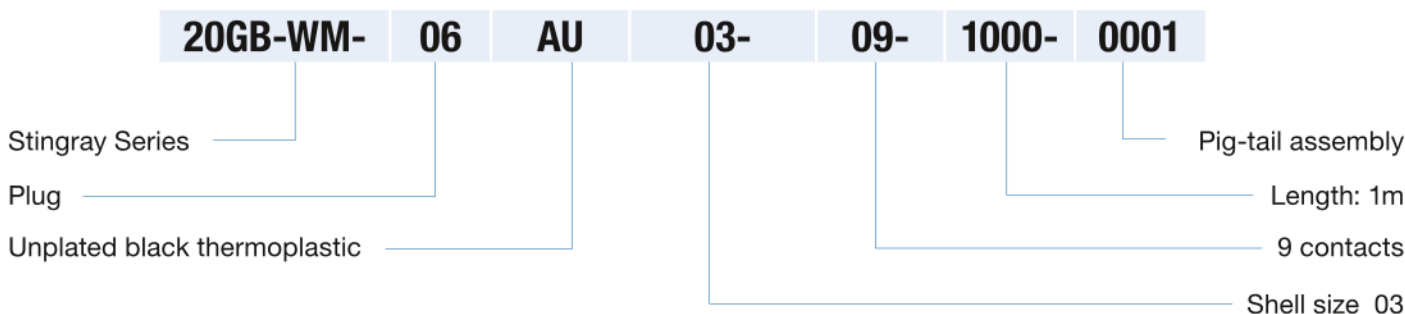 20GB-WM- 06 AU 03- 09- 1000- 0001
Stingray Series Pig-tail assembly
Plug Length: 1m
Unplated black thermoplastic 9 contacts
Shell size 03